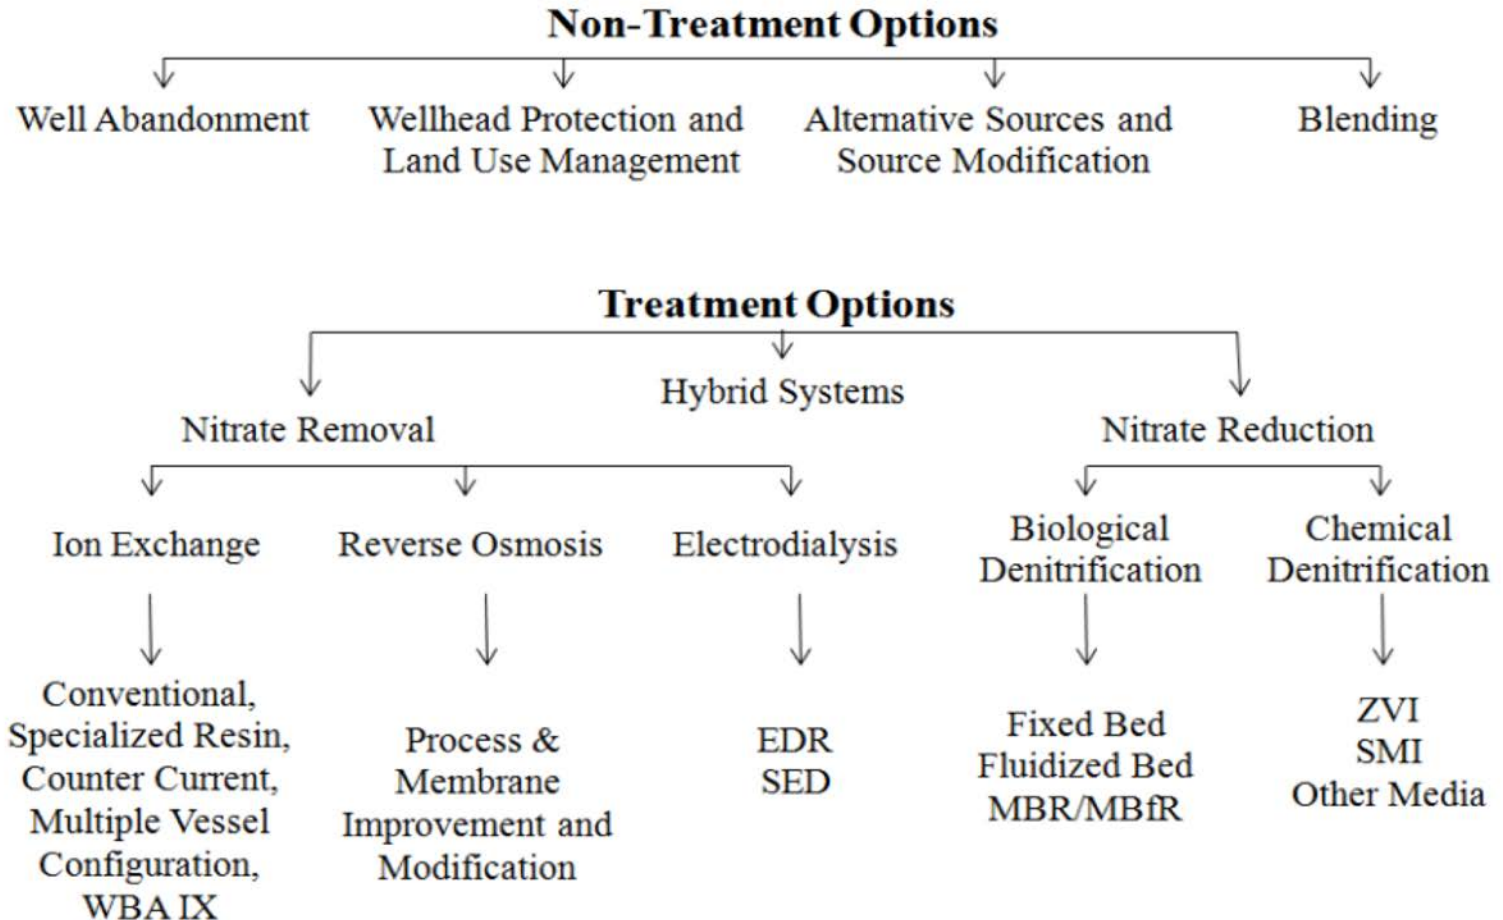 Non-Treatment Options
Well Abandonment
Wellhead Protection and
Land Use Management
Alternative Sources and
Source Modification
Blending
Treatment Options
Nitrate Removal
Hybrid Systems
Nitrate Reduction
Ion Exchange
Reverse Osmosis
Electrodialysis
Biological
Denitrification
Chemical
Denitrification
Conventional,
Specialized Resin,
Counter Current,
Multiple Vessel
Configuration,
WBA IX
Process &
Membrane
Improvement and
Modification
EDR
SED
Fixed Bed
Fluidized Bed
MBR/MBfR
ZVI
SMI
Other Media